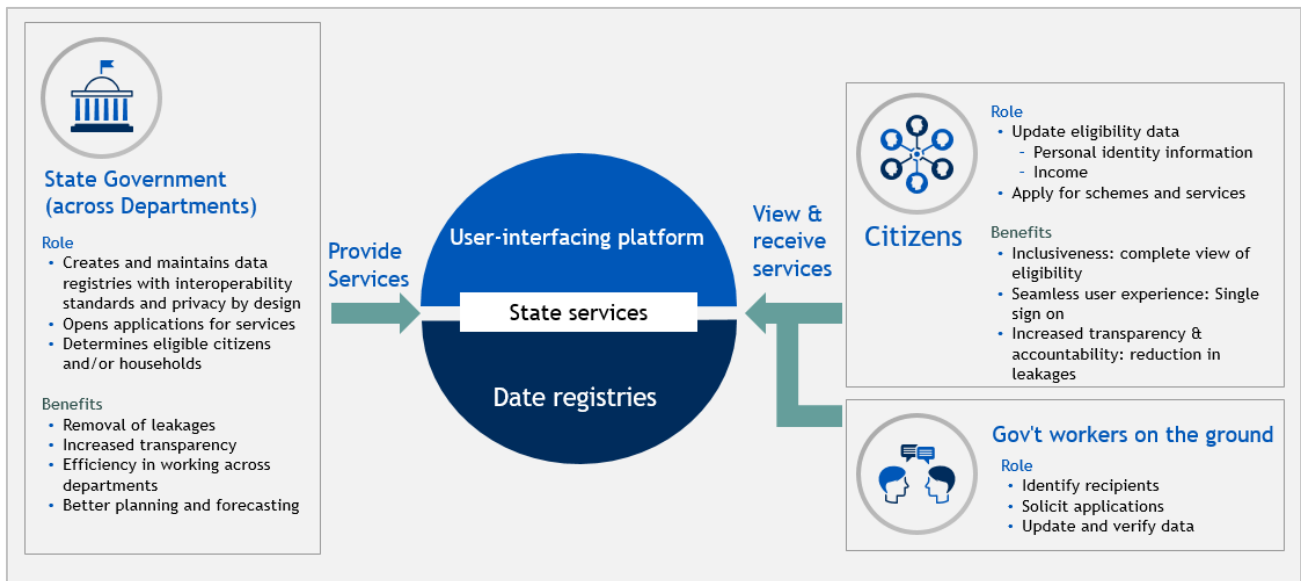 State Government
(across Departments)
Role
• Creates and maintains data
registries with interoperability
standards and privacy by design
• Opens applications for services
• Determines eligible citizens
and/or households
Benefits
• Removal of leakages
• Increased transparency
• Efficiency in working across
departments
• Better planning and forecasting
Provide
Services
User-interfacing platform
State services
Date registries
View &
receive
services
Citizens
Role
• Update eligibility data
- Personal identity information
- Income
• Apply for schemes and services
Benefits
• Inclusiveness: complete view of
eligibility
• Seamless user experience: Single
sign on
• Increased transparency &
accountability: reduction in
leakages
Gov't workers on the ground
Role
• Identify recipients
• Solicit applications
• Update and verify data